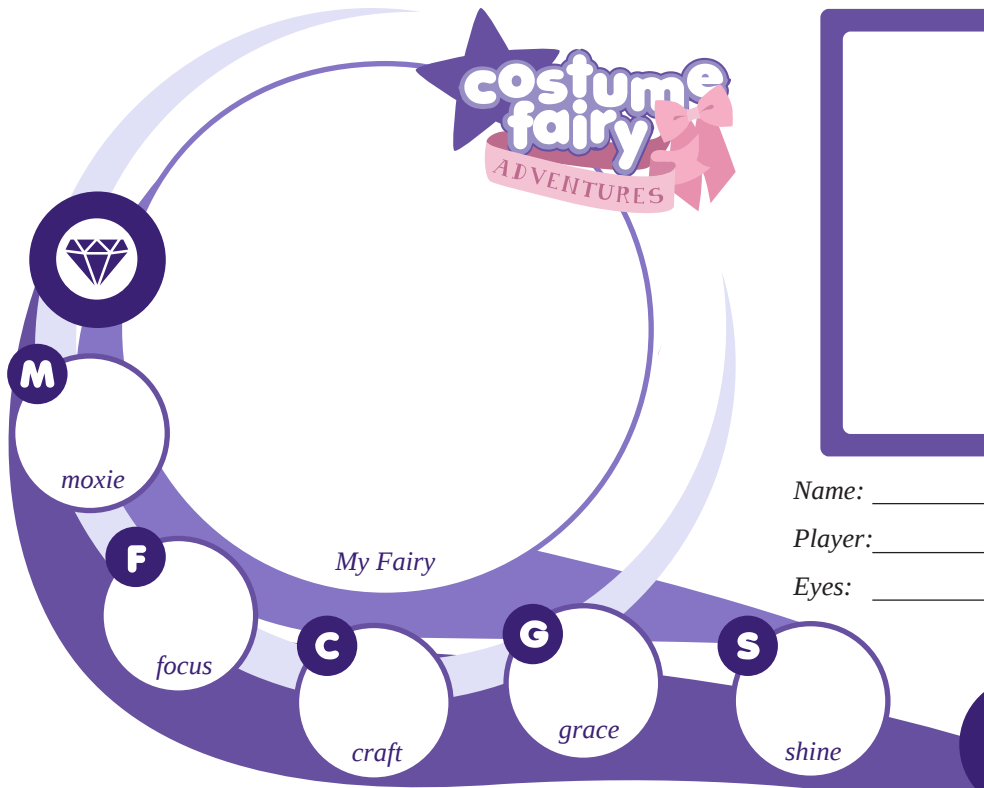 costume
fairy
ADVENTURES
M
moxie
Name:
Player:
My Fairy
Eyes:
F
focus
C
craft
G
grace
S
shine